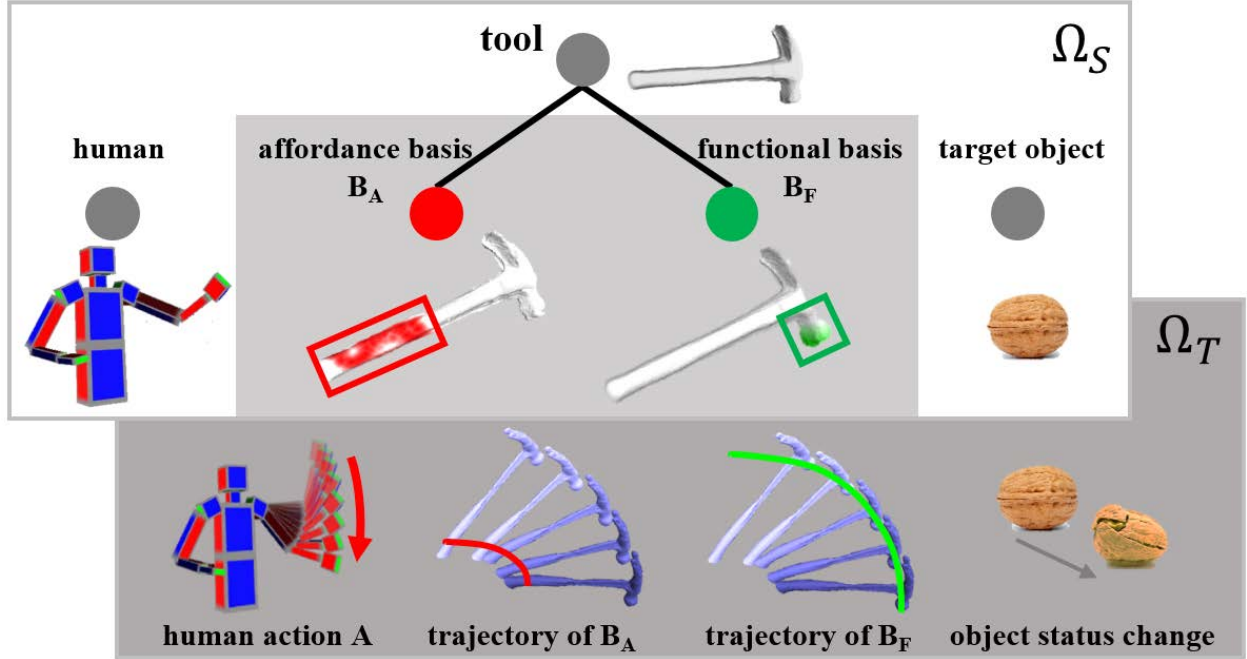 tool
Ω_S
human
affordance basis
B_A
functional basis
B_F
target object
Ω_T
human action A
trajectory of B_A
trajectory of B_F
object status change